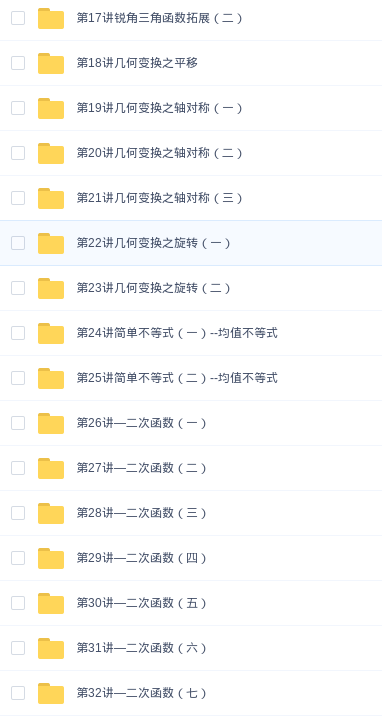 第17讲锐角三角函数拓展（二）
第18讲几何变换之平移
第19讲几何变换之轴对称（一）
第20讲几何变换之轴对称（二）
第21讲几何变换之轴对称（三）
第22讲几何变换之旋转（一）
第23讲几何变换之旋转（二）
第24讲简单不等式（一）--均值不等式
第25讲简单不等式（二）--均值不等式
第26讲—二次函数（一）
第27讲—二次函数（二）
第28讲—二次函数（三）
第29讲—二次函数（四）
第30讲—二次函数（五）
第31讲—二次函数（六）
第32讲—二次函数（七）